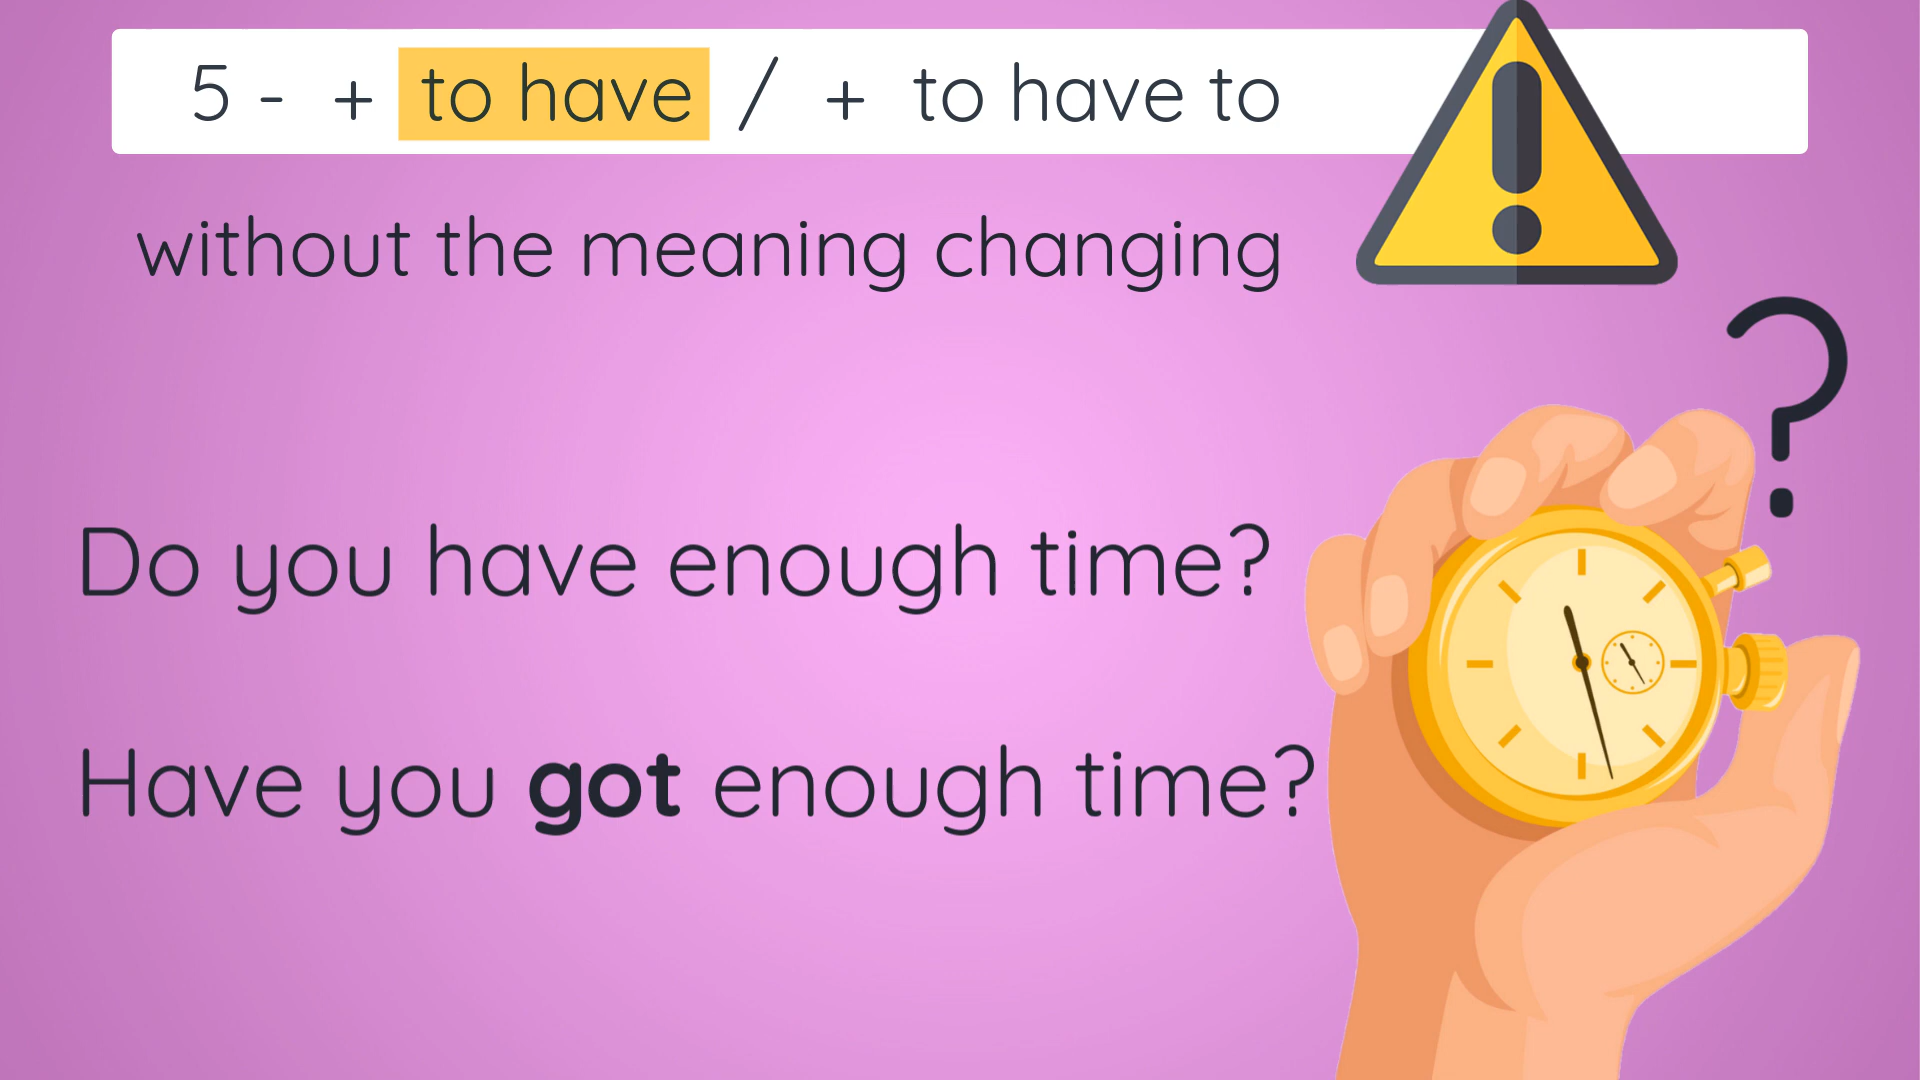 5 - + to have / + to have to
without the meaning changing
?
Do you have enough time?
Have you got enough time?